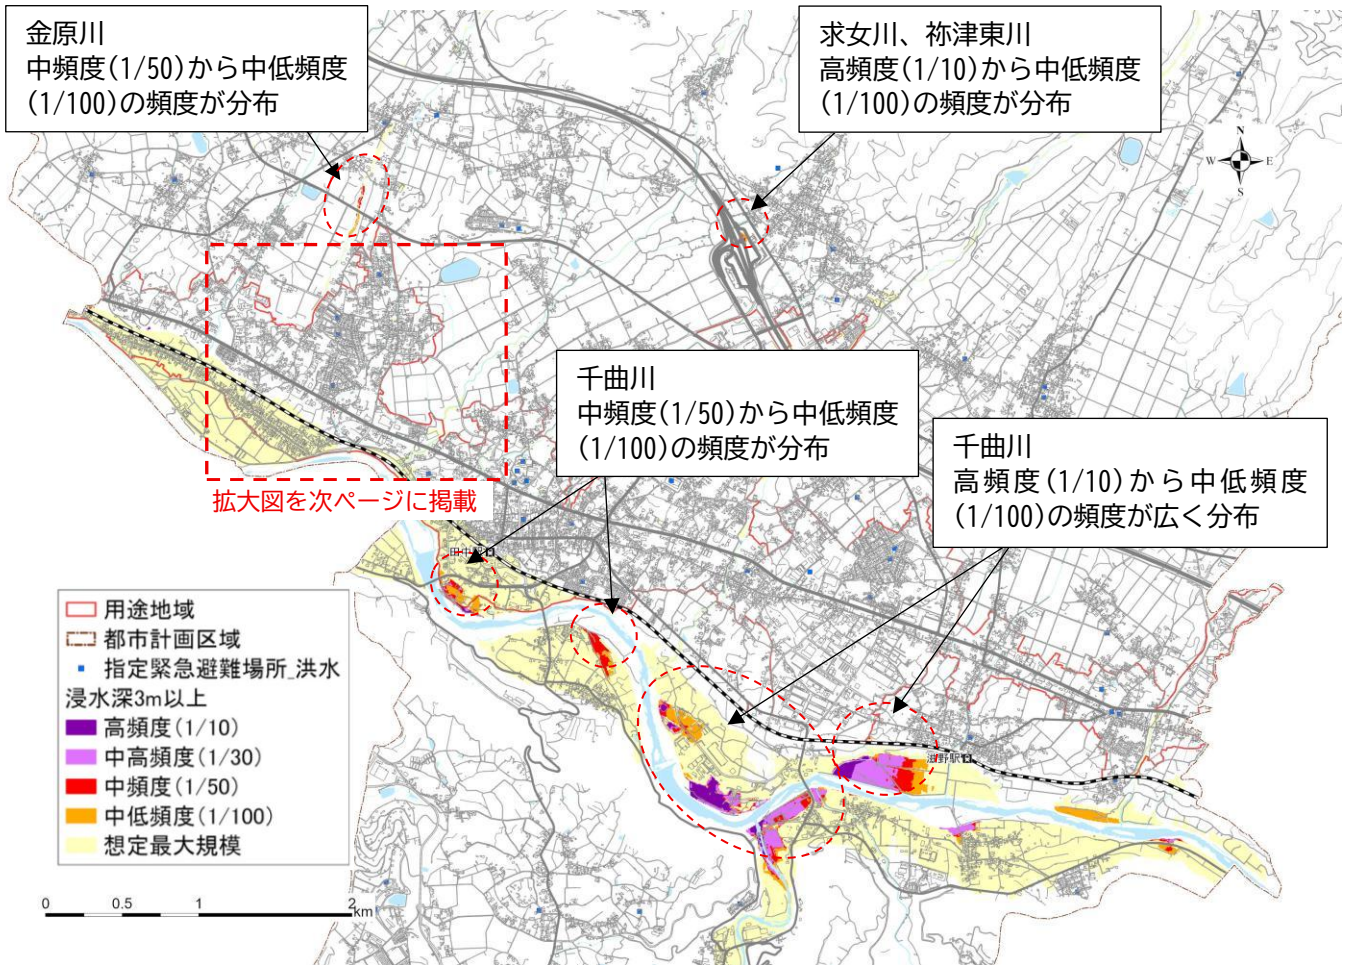 金原川
中頻度(1/50)から中低頻度
(1/100)の頻度が分布
求女川、祢津東川
高頻度(1/10)から中低頻度
(1/100)の頻度が分布
N
W
E
S
千曲川
中頻度(1/50)から中低頻度
(1/100)の頻度が分布
千曲川
高頻度(1/10)から中低頻度
(1/100)の頻度が広く分布
拡大図を次ページに掲載
田中駅
滋野駅
用途地域
都市計画区域
指定緊急避難場所_洪水
浸水深3m以上
高頻度(1/10)
中高頻度(1/30)
中頻度(1/50)
中低頻度(1/100)
想定最大規模
0 0.5 1 2
km